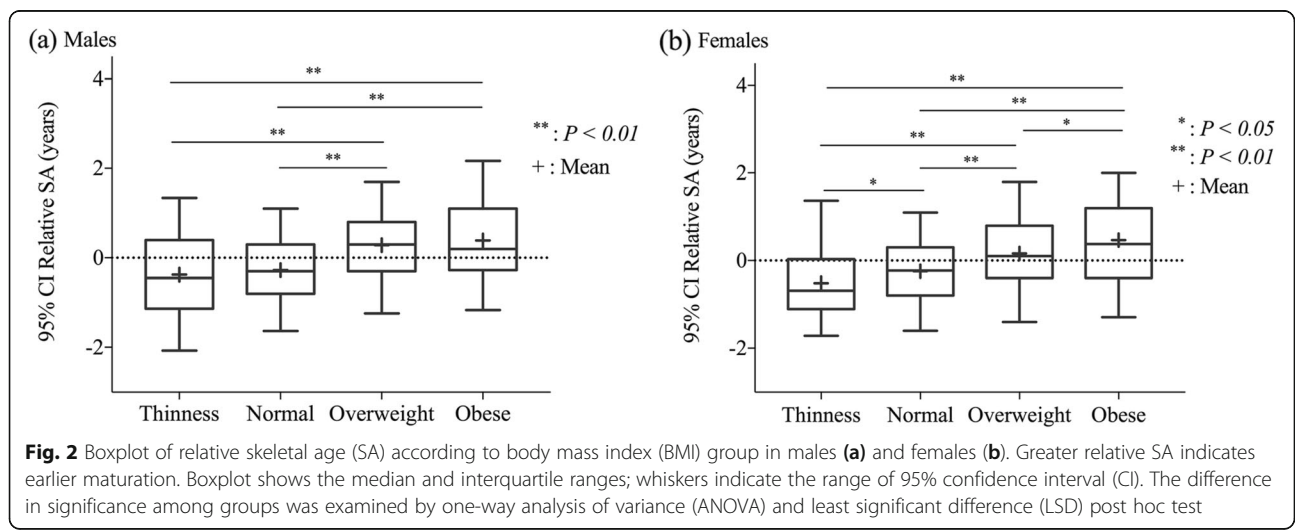 (a) Males
95% CI Relative SA (years)
4
2
0
-2
**
**
**
**
** : P < 0.01
+ : Mean
Thinness Normal Overweight Obese
(b) Females
95% CI Relative SA (years)
4
2
0
-2
**
**
**
*
**
*
* : P < 0.05
** : P < 0.01
+ : Mean
Thinness Normal Overweight Obese
Fig. 2 Boxplot of relative skeletal age (SA) according to body mass index (BMI) group in males (a) and females (b). Greater relative SA indicates
earlier maturation. Boxplot shows the median and interquartile ranges; whiskers indicate the range of 95% confidence interval (CI). The difference
in significance among groups was examined by one-way analysis of variance (ANOVA) and least significant difference (LSD) post hoc test